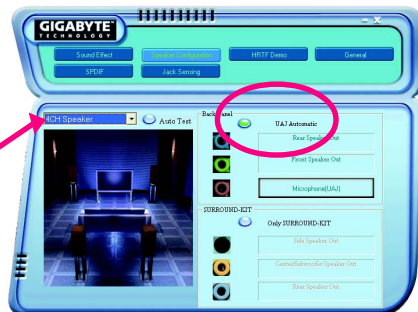 GIGABYTE
TECHNOLOGY
Sound Effect
Speaker Configuration
HRTF Demo
General
SPDIF
Jack Sensing
MCH Speaker
Auto Test
Back Panel
UAJ Automatic
Rear Speaker Out
Front Speaker Out
Microphone(UAJ)
SURROUND-KIT
Only SURROUND-KIT
Side Speaker Out
Center/Subwoofer Speaker Out
Rear Speaker Out